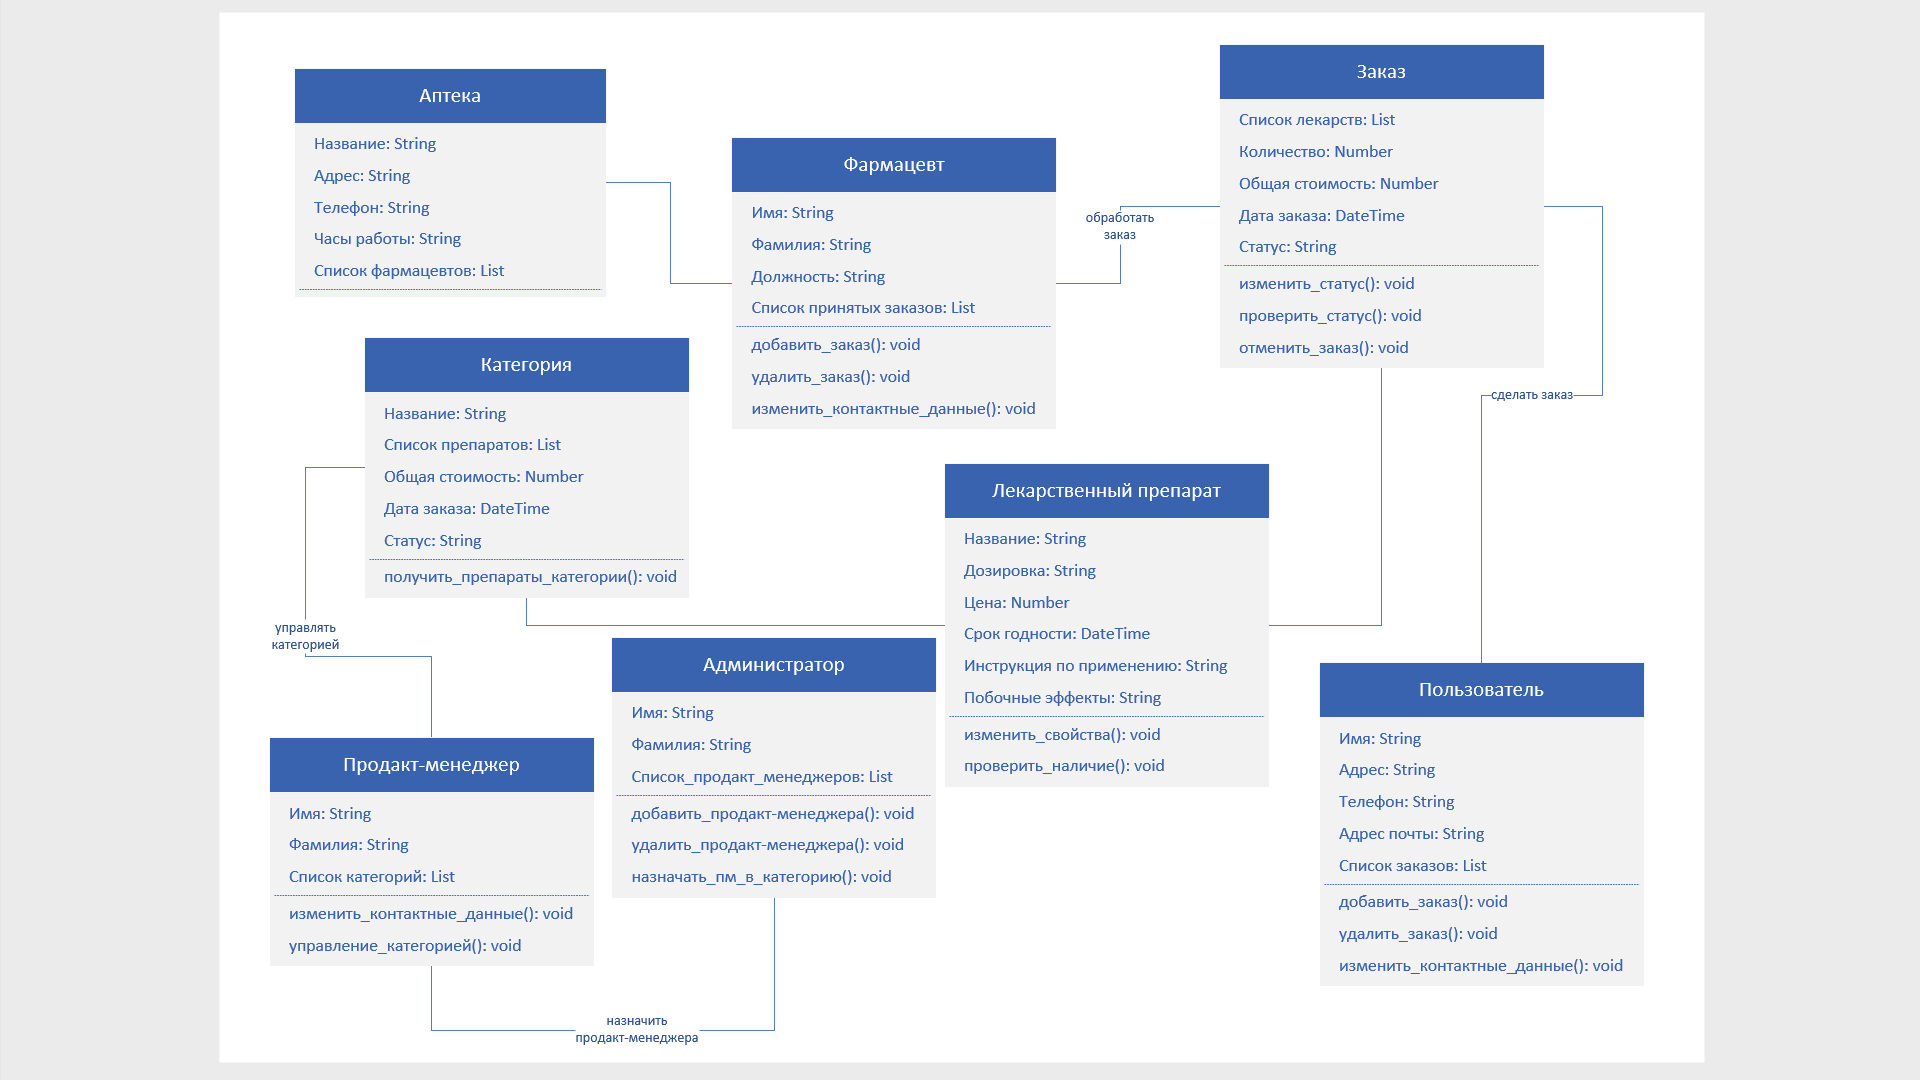 Аптека
Название: String
Адрес: String
Телефон: String
Часы работы: String
Список фармацевтов: List
Фармацевт
Имя: String
Фамилия: String
Должность: String
Список принятых заказов: List
добавить_заказ(): void
удалить_заказ(): void
изменить_контактные_данные(): void
обработать
заказ
Заказ
Список лекарств: List
Количество: Number
Общая стоимость: Number
Дата заказа: DateTime
Статус: String
изменить_статус(): void
проверить_статус(): void
отменить_заказ(): void
сделать заказ
Категория
Название: String
Список препаратов: List
Общая стоимость: Number
Дата заказа: DateTime
Статус: String
получить_препараты_категории(): void
управлять
категорией
Лекарственный препарат
Название: String
Дозировка: String
Цена: Number
Срок годности: DateTime
Инструкция по применению: String
Побочные эффекты: String
изменить_свойства(): void
проверить_наличие(): void
Администратор
Имя: String
Фамилия: String
Список_продакт_менеджеров: List
добавить_продакт-менеджера(): void
удалить_продакт-менеджера(): void
назначать_пм_в_категорию(): void
Пользователь
Имя: String
Адрес: String
Телефон: String
Адрес почты: String
Список заказов: List
добавить_заказ(): void
удалить_заказ(): void
изменить_контактные_данные(): void
Продакт-менеджер
Имя: String
Фамилия: String
Список категорий: List
изменить_контактные_данные(): void
управление_категорией(): void
назначить
продакт-менеджера